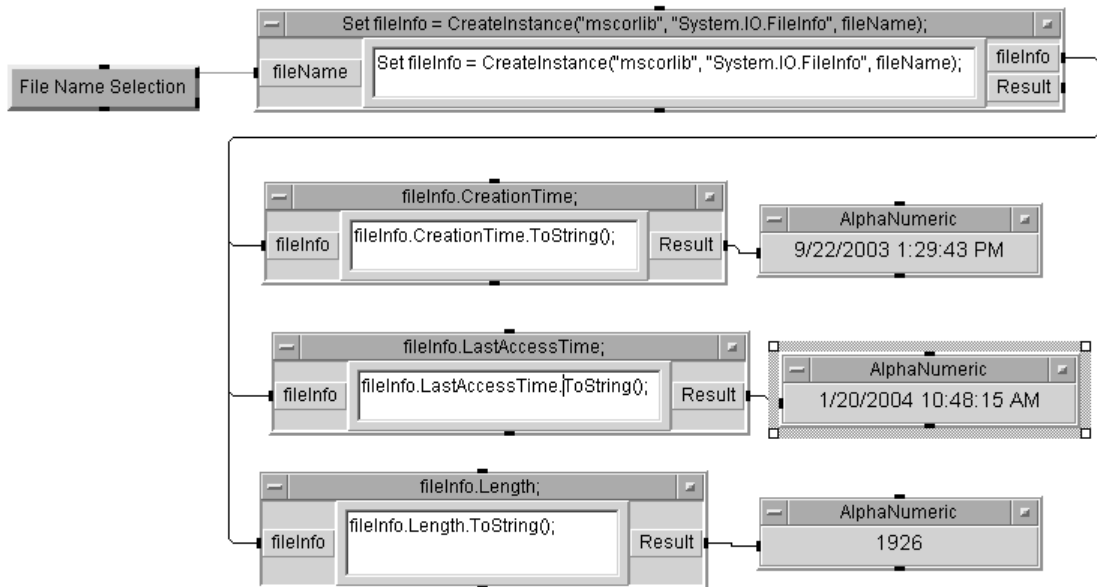 Set fileInfo = CreateInstance("mscorlib", "System.IO.FileInfo", fileName);
File Name Selection
fileName
Set fileInfo = CreateInstance("mscorlib", "System.IO.FileInfo", fileName);
fileInfo
Result
fileInfo.CreationTime;
fileInfo
fileInfo.CreationTime.ToString();
Result
AlphaNumeric
9/22/2003 1:29:43 PM
fileInfo.LastAccessTime;
fileInfo
fileInfo.LastAccessTime.ToString();
Result
AlphaNumeric
1/20/2004 10:48:15 AM
fileInfo.Length;
fileInfo
fileInfo.Length.ToString();
Result
AlphaNumeric
1926